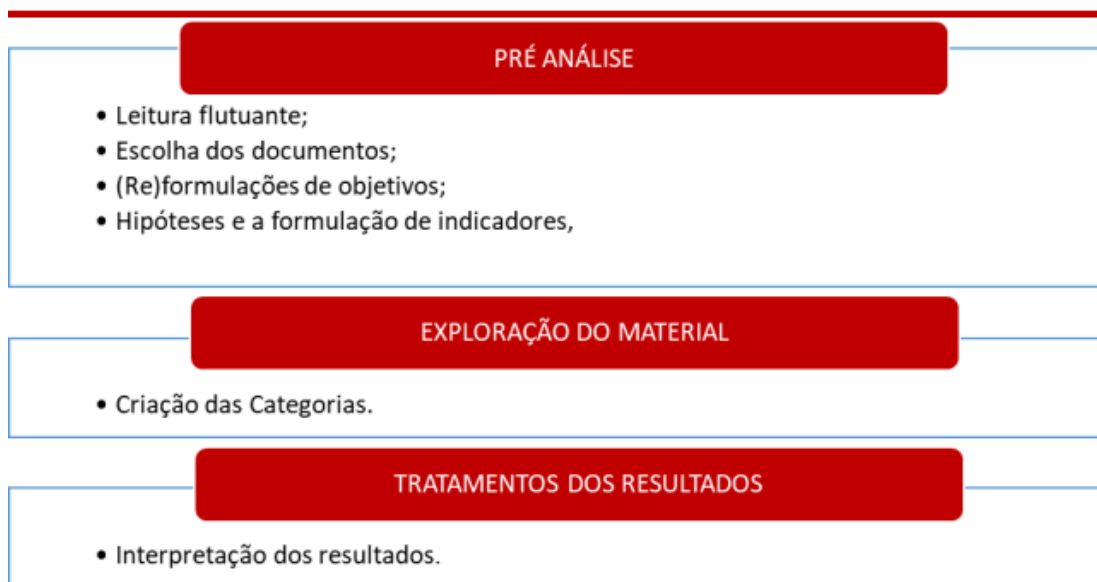 PRÉ ANÁLISE
• Leitura flutuante;
• Escolha dos documentos;
• (Re)formulações de objetivos;
• Hipóteses e a formulação de indicadores,
EXPLORAÇÃO DO MATERIAL
• Criação das Categorias.
TRATAMENTOS DOS RESULTADOS
• Interpretação dos resultados.